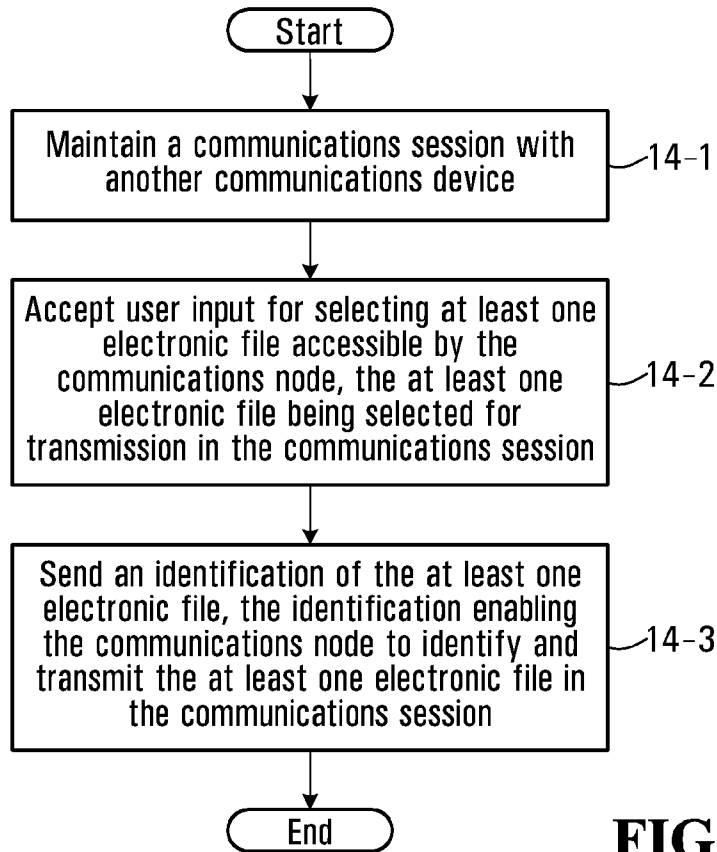 Start
Maintain a communications session with
another communications device
14-1
Accept user input for selecting at least one
electronic file accessible by the
communications node, the at least one
electronic file being selected for
transmission in the communications session
14-2
Send an identification of the at least one
electronic file, the identification enabling
the communications node to identify and
transmit the at least one electronic file in
the communications session
14-3
End
FIG